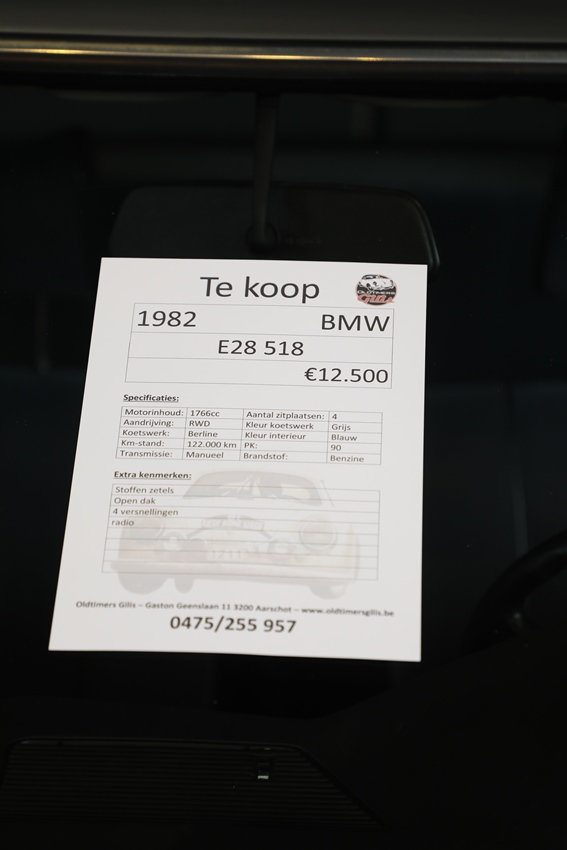 Te koop
OLDTIMERS
Gilis
1982 BMW
E28 518
€12.500
Specificaties:
Motorinhoud: 1766cc Aantal zitplaatsen: 4
Aandrijving: RWD Kleur koetswerk Grijs
Koetswerk: Berline Kleur interieur Blauw
Km-stand: 122.000 km PK: 90
Transmissie: Manueel Brandstof: Benzine
Extra kenmerken:
Stoffen zetels
Open dak
4 versnellingen
radio
Oldtimers Gilis – Gaston Geenslaan 11 3200 Aarschot – www.oldtimersgilis.be
0475/255 957